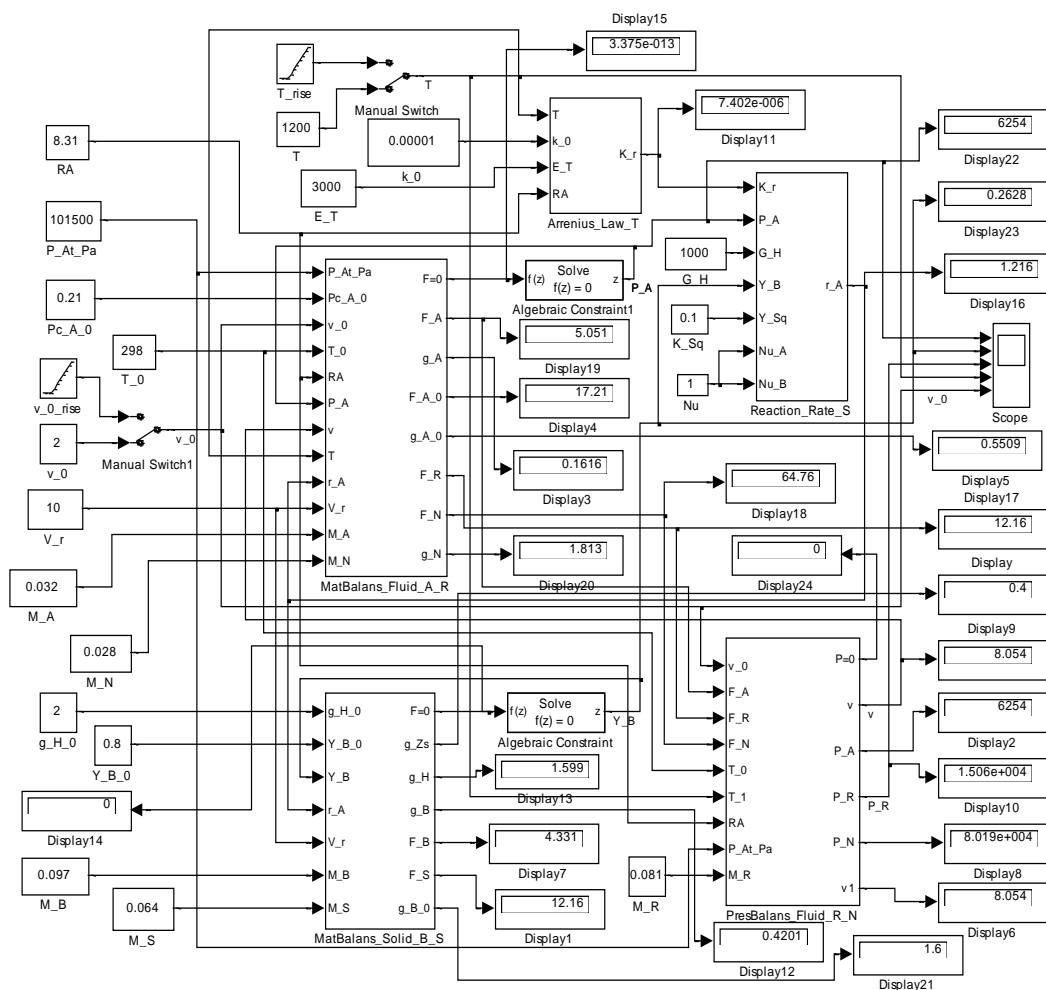 Display15
3.375e-013
T_rise
T
Manual Switch
1200
T
0.00001
k_0
3000
E_T
8.31
RA
T
k_0
E_T
RA
K_r
Arrenius_Law_T
7.402e-006
Display11
6254
Display22
0.2628
Display23
1.216
Display16
101500
P_At_Pa
0.21
Pc_A_0
298
T_0
v_0_rise
2
v_0
v_0
Manual Switch1
10
V_r
0.032
M_A
0.028
M_N
P_At_Pa
Pc_A_0
v_0
T_0
RA
P_A
v
T
r_A
V_r
M_A
M_N
F=0
F_A
g_A
F_A_0
g_A_0
F_R
F_N
g_N
MatBalans_Fluid_A_R
f(z)
Solve
f(z) = 0
z
P_A
Algebraic Constraint1
5.051
Display19
17.21
Display4
0.1616
Display3
1.813
Display20
1000
G_H
0.1
K_Sq
1
Nu
K_r
P_A
G_H
Y_B
Y_Sq
Nu_A
Nu_B
r_A
Reaction_Rate_S
v_0
Scope
0.5509
Display5
64.76
Display18
Display17
12.16
Display
0
Display24
0.4
Display9
8.054
6254
Display2
1.506e+004
Display10
8.019e+004
Display8
8.054
Display6
v_0
F_A
F_R
F_N
T_0
T_1
RA
P_At_Pa
M_R
P=0
v
P_A
P_R
P_N
v1
v
P_R
PresBalans_Fluid_R_N
0.081
M_R
2
g_H_0
0.8
Y_B_0
0
Display14
0.097
M_B
0.064
M_S
g_H_0
Y_B_0
Y_B
r_A
V_r
M_B
M_S
F=0
g_Zs
g_H
g_B
F_B
F_S
g_B_0
MatBalans_Solid_B_S
f(z)
Solve
f(z) = 0
z
Y_B
Algebraic Constraint
1.599
Display13
4.331
Display7
12.16
Display1
0.4201
Display12
1.6
Display21